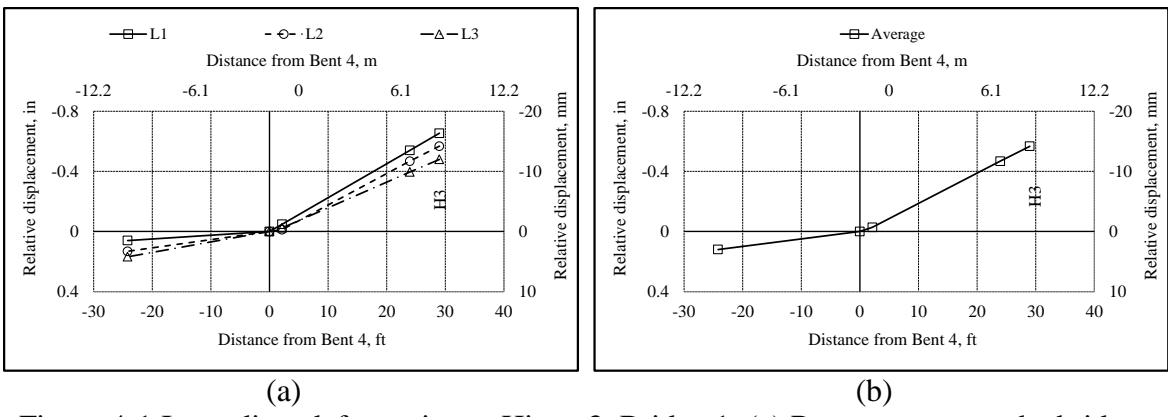 L1 L2 L3
Distance from Bent 4, m
-12.2 -6.1 0 6.1 12.2
Relative displacement, in
-0.8
-0.4
0
0.4
-20
-10
0
10
Relative displacement, mm
H3
-30 -20 -10 0 10 20 30 40
Distance from Bent 4, ft
(a)
Average
Distance from Bent 4, m
-12.2 -6.1 0 6.1 12.2
Relative displacement, in
-0.8
-0.4
0
0.4
-20
-10
0
10
Relative displacement, mm
H3
-30 -20 -10 0 10 20 30 40
Distance from Bent 4, ft
(b)